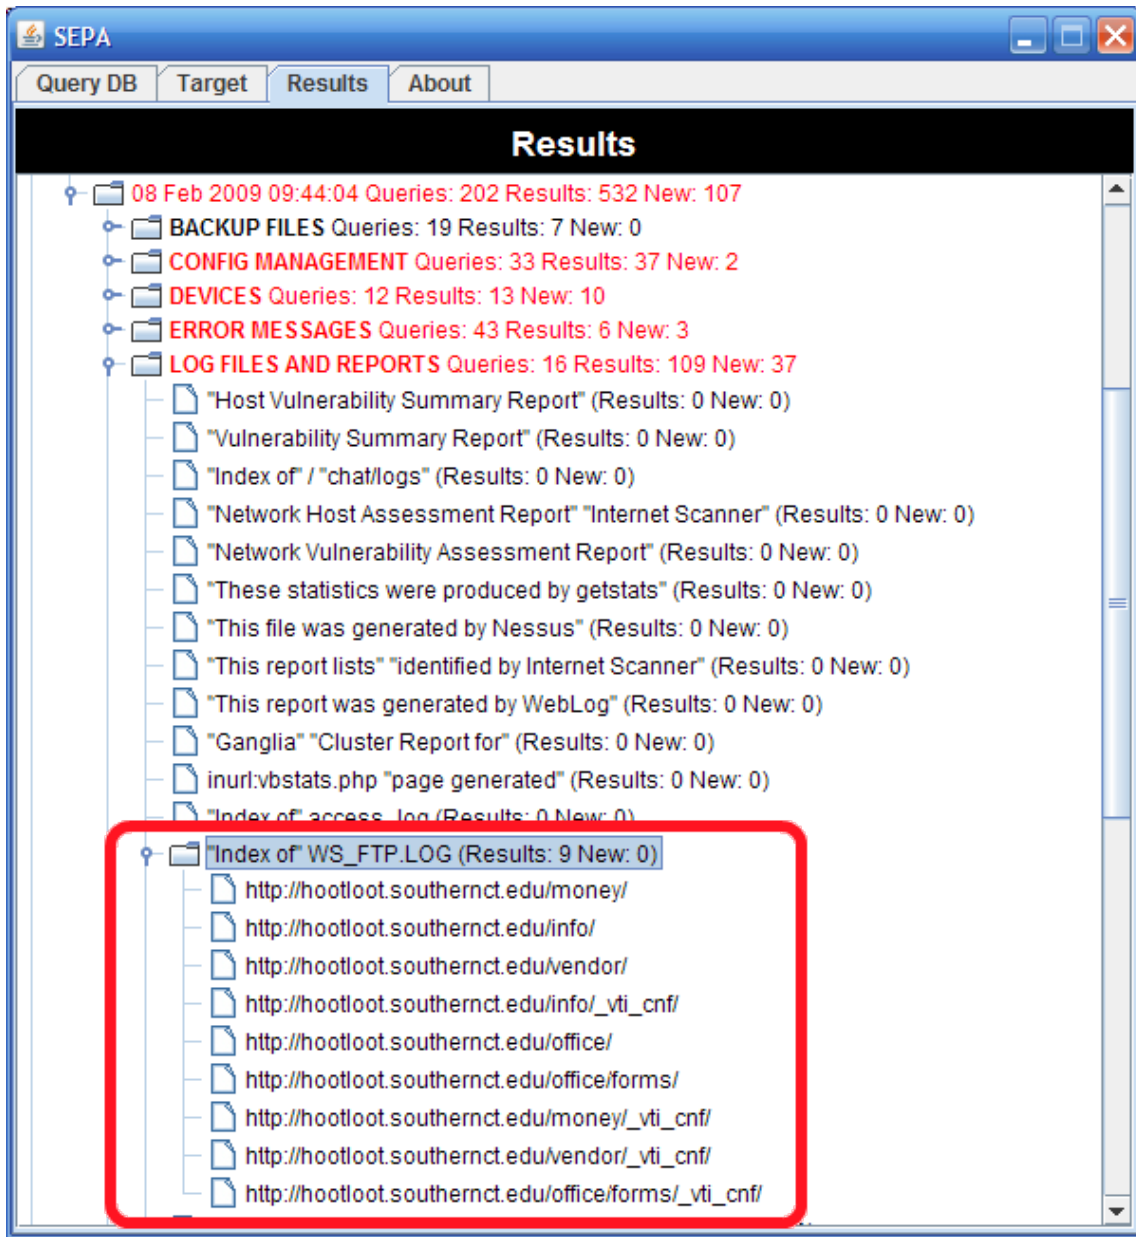 SEPA
Query DB Target Results About
Results
08 Feb 2009 09:44:04 Queries: 202 Results: 532 New: 107
BACKUP FILES Queries: 19 Results: 7 New: 0
CONFIG MANAGEMENT Queries: 33 Results: 37 New: 2
DEVICES Queries: 12 Results: 13 New: 10
ERROR MESSAGES Queries: 43 Results: 6 New: 3
LOG FILES AND REPORTS Queries: 16 Results: 109 New: 37
"Host Vulnerability Summary Report" (Results: 0 New: 0)
"Vulnerability Summary Report" (Results: 0 New: 0)
"Index of" / "chat/logs" (Results: 0 New: 0)
"Network Host Assessment Report" "Internet Scanner" (Results: 0 New: 0)
"Network Vulnerability Assessment Report" (Results: 0 New: 0)
"These statistics were produced by getstats" (Results: 0 New: 0)
"This file was generated by Nessus" (Results: 0 New: 0)
"This report lists" "identified by Internet Scanner" (Results: 0 New: 0)
"This report was generated by WebLog" (Results: 0 New: 0)
"Ganglia" "Cluster Report for" (Results: 0 New: 0)
inurl:vbstats.php "page generated" (Results: 0 New: 0)
"Index of" access_log (Results: 0 New: 0)
"Index of" WS_FTP.LOG (Results: 9 New: 0)
http://hootloot.southernct.edu/money/
http://hootloot.southernct.edu/info/
http://hootloot.southernct.edu/vendor/
http://hootloot.southernct.edu/info/_vti_cnf/
http://hootloot.southernct.edu/office/
http://hootloot.southernct.edu/office/forms/
http://hootloot.southernct.edu/money/_vti_cnf/
http://hootloot.southernct.edu/vendor/_vti_cnf/
http://hootloot.southernct.edu/office/forms/_vti_cnf/